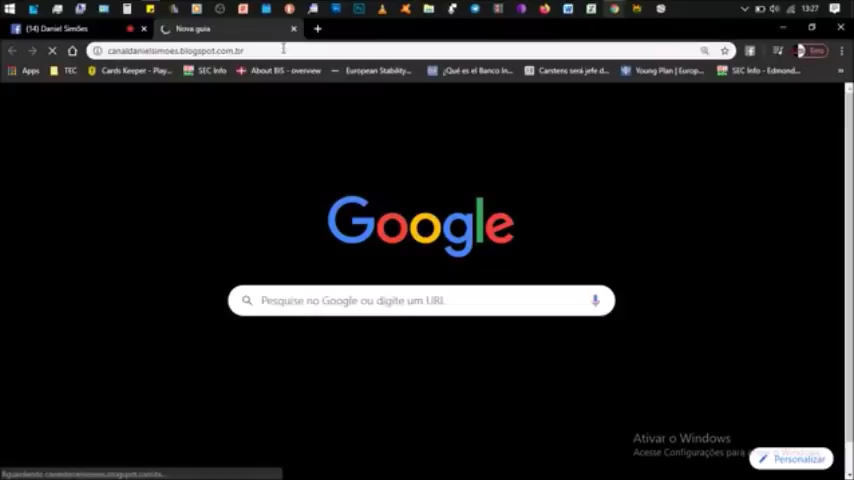 (14) Daniel Simões
Nova guia
13:27
canaldanielsimoes.blogspot.com.br
Erro
Apps
TEC
Cards Keeper - Play...
SEC Info
About BIS - overview
European Stability...
¿Qué es el Banco In...
Carstens será jefe d...
Young Plan | Europ...
SEC Info - Edmond...
Google
Pesquise no Google ou digite um URL
Ativar o Windows
Acesse Configurações para
Personalizar